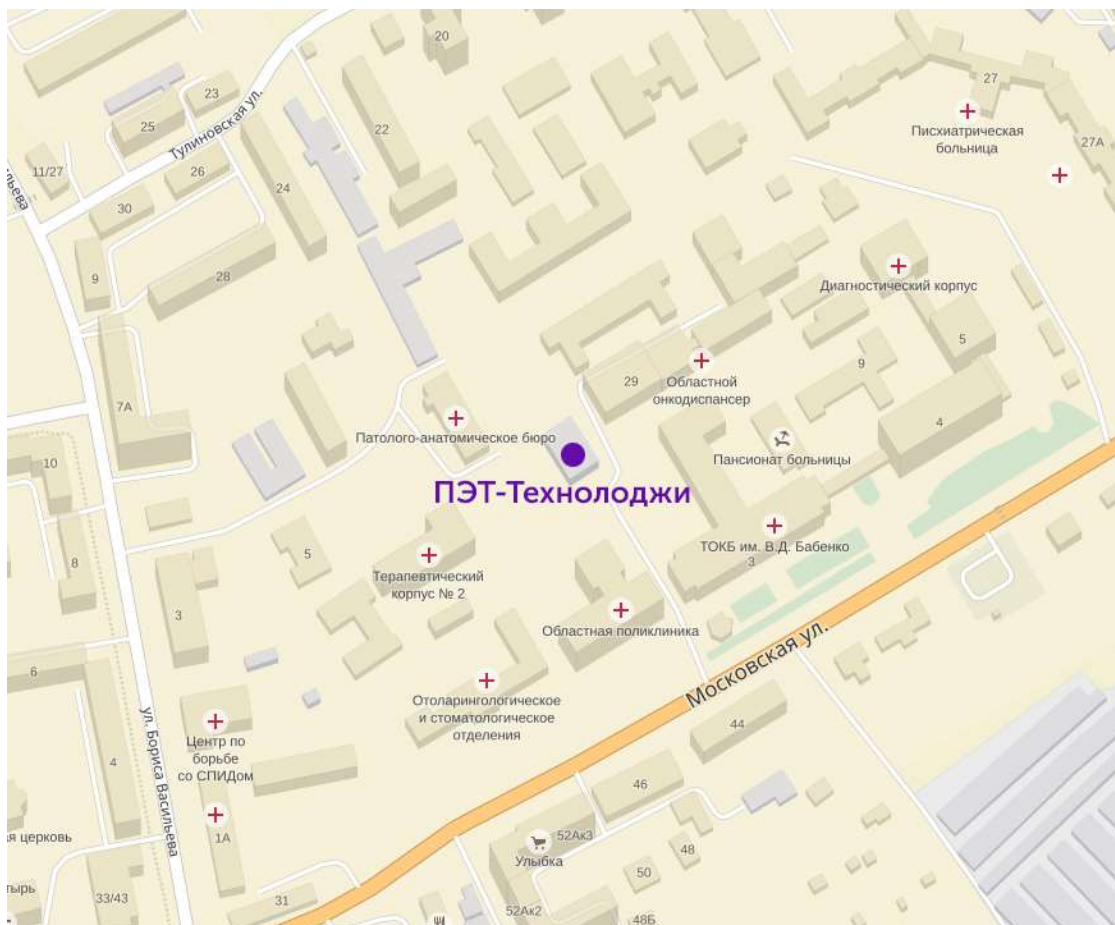 20
27
23
Писхиатрическая
больница
25
22
27А
Тулиновская ул.
11/27
26
24
30
9
28
Диагностический корпус
5
9
29
Областной
онкодиспансер
7А
Патолого-анатомическое бюро
4
Пансионат больницы
10
ПЭТ-Технолоджи
ТОКБ им. В.Д. Бабенко
3
5
8
Терапевтический
корпус № 2
3
Областная поликлиника
Московская ул.
6
Отоларингологическое
и стоматологическое
отделения
ул. Бориса Васильева
Центр по
борьбе
со СПИДом
44
4
46
1А
52Ак3
церковь
Улыбка
48
50
33/43
31
52Ак2
48Б